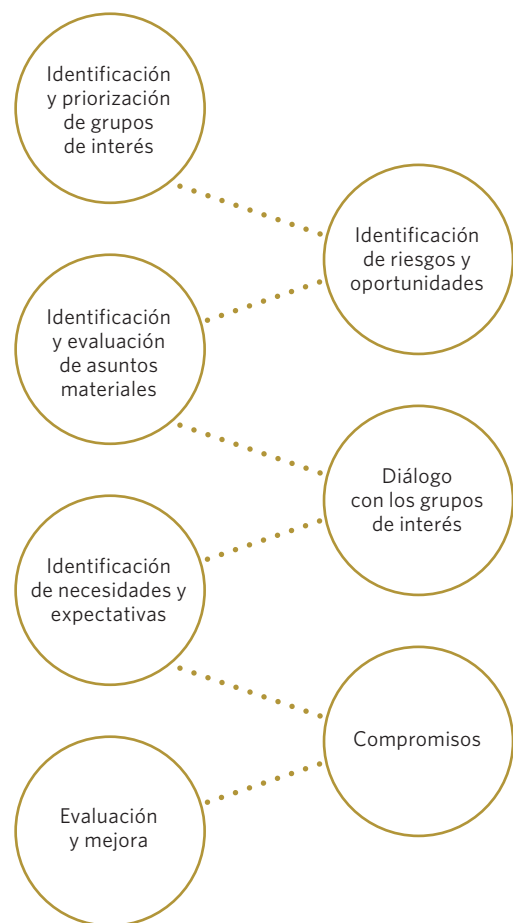 Identificación
y priorización
de grupos
de interés
Identificación
de riesgos y
oportunidades
Identificación
y evaluación
de asuntos
materiales
Diálogo
con los grupos
de interés
Identificación
de necesidades y
expectativas
Compromisos
Evaluación
y mejora